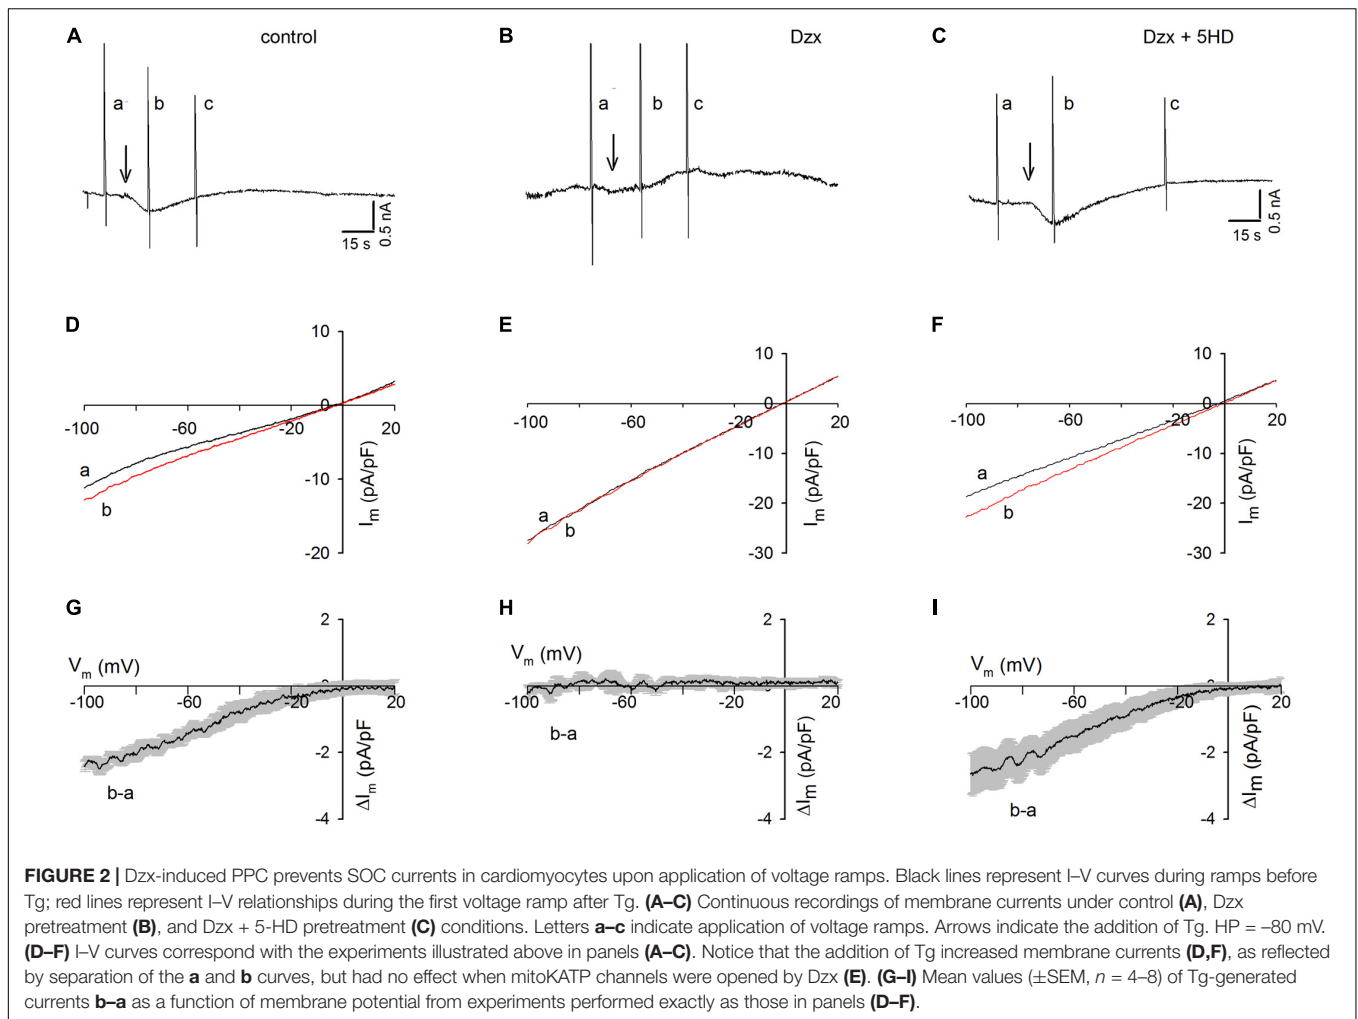 A control B Dzx C Dzx + 5HD
a b c a b c a b c
0.5 nA 0.5 nA
15 s 15 s
D E F
10 10 10
-100 -60 -20 0 20 -100 -60 -20 0 20 -100 -60 -20 0 20
a b a b a b
-10 -10 -10
-20 -20 -20
-30 -30
Im (pA/pF) Im (pA/pF) Im (pA/pF)
G H I
2 2 2
Vm (mV) Vm (mV) Vm (mV)
-100 -60 -20 0 20 -100 -60 -20 0 20 -100 -60 -20 0 20
b-a b-a b-a
-2 -2 -2
-4 -4 -4
ΔIm (pA/pF) ΔIm (pA/pF) ΔIm (pA/pF)
FIGURE 2 | Dzx-induced PPC prevents SOC currents in cardiomyocytes upon application of voltage ramps. Black lines represent I–V curves during ramps before
Tg; red lines represent I–V relationships during the first voltage ramp after Tg. (A–C) Continuous recordings of membrane currents under control (A), Dzx
pretreatment (B), and Dzx + 5-HD pretreatment (C) conditions. Letters a–c indicate application of voltage ramps. Arrows indicate the addition of Tg. HP = –80 mV.
(D–F) I–V curves correspond with the experiments illustrated above in panels (A–C). Notice that the addition of Tg increased membrane currents (D,F), as reflected
by separation of the a and b curves, but had no effect when mitoKATP channels were opened by Dzx (E). (G–I) Mean values (±SEM, n = 4–8) of Tg-generated
currents b–a as a function of membrane potential from experiments performed exactly as those in panels (D–F).